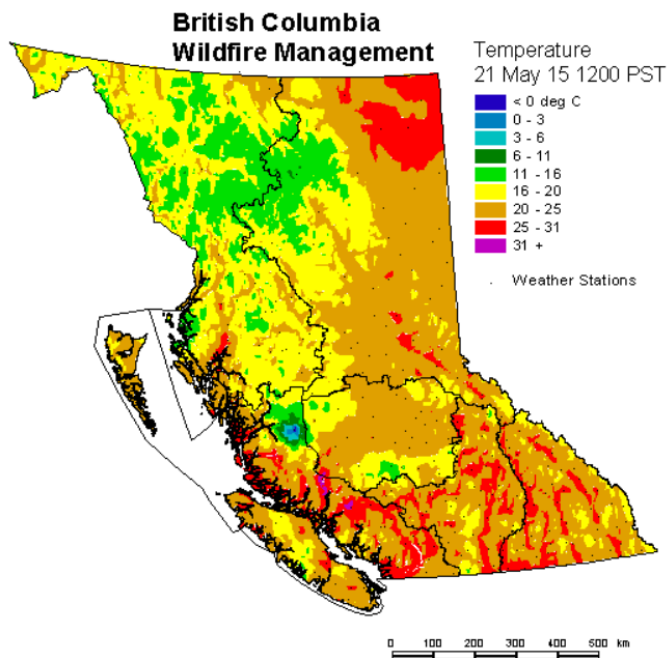 British Columbia
Wildfire Management
Temperature
21 May 15 1200 PST
< 0 deg C
0 - 3
3 - 6
6 - 11
11 - 16
16 - 20
20 - 25
25 - 31
31 +
. Weather Stations
0 100 200 300 400 500 km